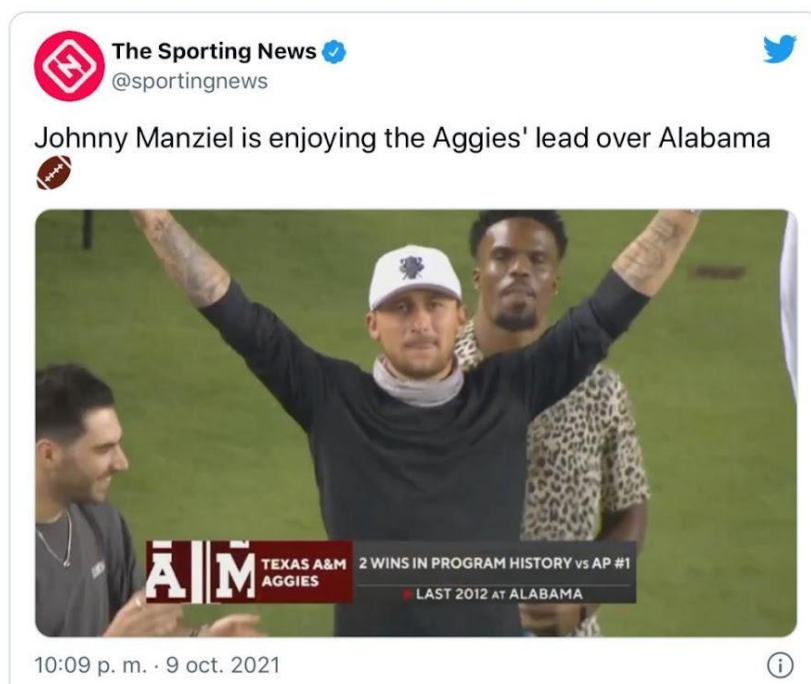 The Sporting News
@sportingnews
Johnny Manziel is enjoying the Aggies' lead over Alabama
A||M TEXAS A&M AGGIES
2 WINS IN PROGRAM HISTORY vs AP #1
LAST 2012 AT ALABAMA
10:09 p. m. · 9 oct. 2021